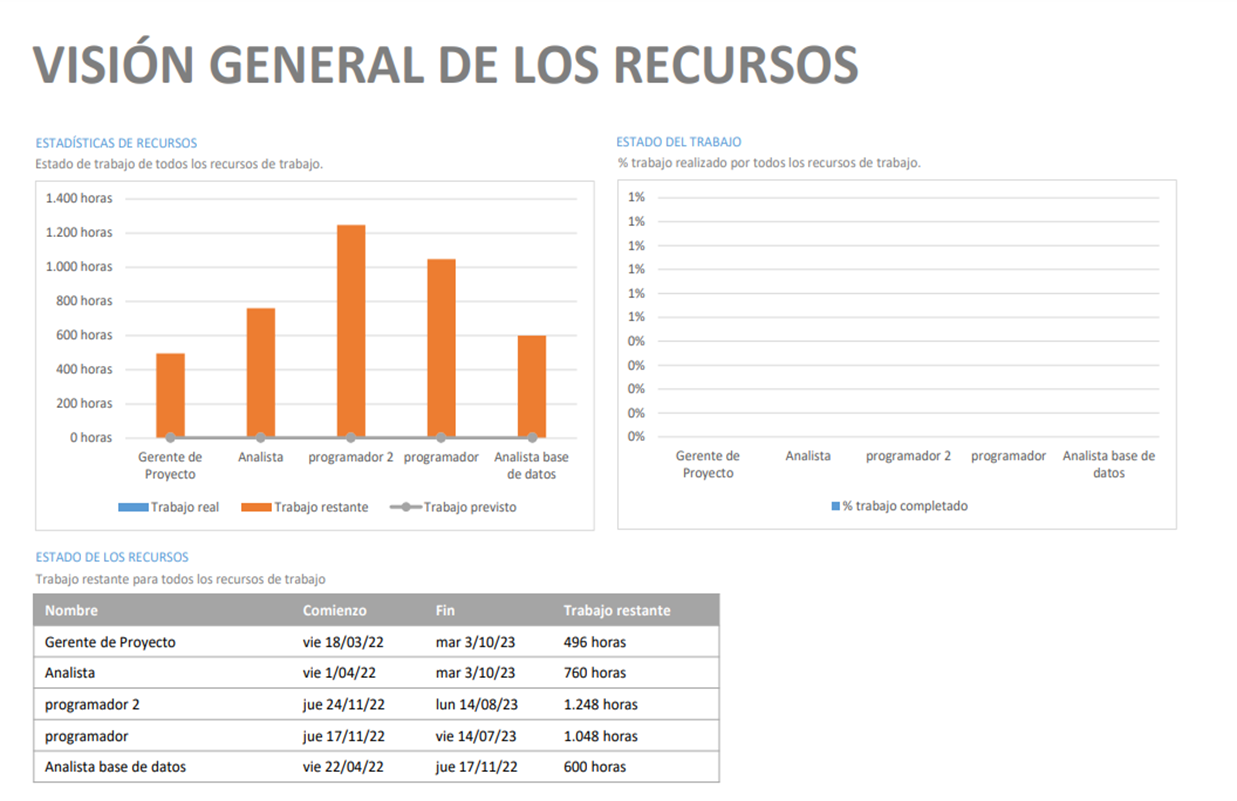 VISIÓN GENERAL DE LOS RECURSOS
ESTADÍSTICAS DE RECURSOS
Estado de trabajo de todos los recursos de trabajo.
1.400 horas
1.200 horas
1.000 horas
800 horas
600 horas
400 horas
200 horas
0 horas
Gerente de Proyecto Analista programador 2 programador Analista base de datos
Trabajo real Trabajo restante Trabajo previsto
ESTADO DEL TRABAJO
% trabajo realizado por todos los recursos de trabajo.
1%
1%
1%
1%
1%
1%
0%
0%
0%
0%
0%
Gerente de Proyecto Analista programador 2 programador Analista base de datos
% trabajo completado
ESTADO DE LOS RECURSOS
Trabajo restante para todos los recursos de trabajo
Nombre Comienzo Fin Trabajo restante
Gerente de Proyecto vie 18/03/22 mar 3/10/23 496 horas
Analista vie 1/04/22 mar 3/10/23 760 horas
programador 2 jue 24/11/22 lun 14/08/23 1.248 horas
programador jue 17/11/22 vie 14/07/23 1.048 horas
Analista base de datos vie 22/04/22 jue 17/11/22 600 horas